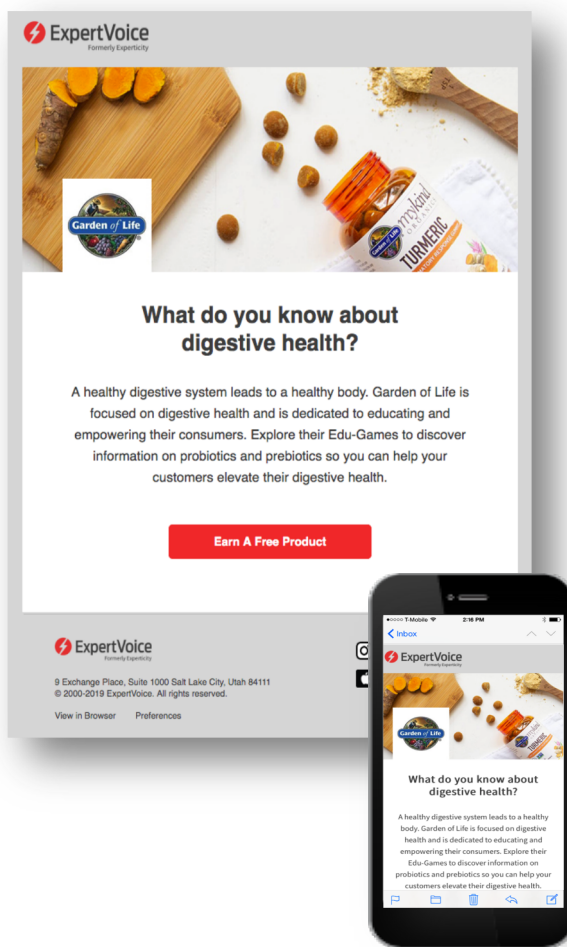 ExpertVoice
Formerly Experticity
Garden of Life
mykind
ORGANICS
TURMERIC
What do you know about
digestive health?
A healthy digestive system leads to a healthy body. Garden of Life is
focused on digestive health and is dedicated to educating and
empowering their consumers. Explore their Edu-Games to discover
information on probiotics and prebiotics so you can help your
customers elevate their digestive health.
Earn A Free Product
ExpertVoice
Formerly Experticity
9 Exchange Place, Suite 1000 Salt Lake City, Utah 84111
© 2000-2019 ExpertVoice. All rights reserved.
View in Browser Preferences
T-Mobile 2:16 PM
Inbox
ExpertVoice
Formerly Experticity
Garden of Life
TURMERIC
What do you know about
digestive health?
A healthy digestive system leads to a healthy
body. Garden of Life is focused on digestive
health and is dedicated to educating and
empowering their consumers. Explore their
Edu-Games to discover information on
probiotics and prebiotics so you can help your
customers elevate their digestive health.